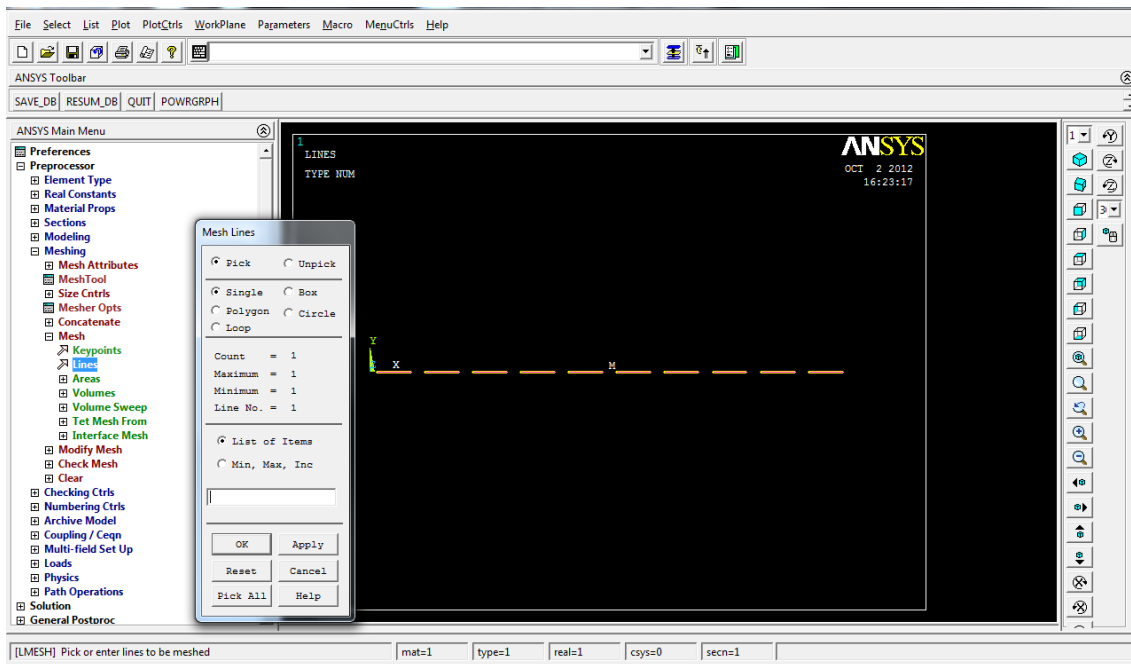 File Select List Plot PlotCtrls WorkPlane Parameters Macro MenuCtrls Help
ANSYS Toolbar
SAVE_DB RESUM_DB QUIT POWRGRPH
ANSYS Main Menu
Preferences
Preprocessor
Element Type
Real Constants
Material Props
Sections
Modeling
Meshing
Mesh Attributes
MeshTool
Size Cntrls
Mesher Opts
Concatenate
Mesh
Keypoints
Lines
Areas
Volumes
Volume Sweep
Tet Mesh From
Interface Mesh
Modify Mesh
Check Mesh
Clear
Checking Ctrls
Numbering Ctrls
Archive Model
Coupling / Ceqn
Multi-field Set Up
Loads
Physics
Path Operations
Solution
General Postproc
Mesh Lines
Pick Unpick
Single Box
Polygon Circle
Loop
Count = 1
Maximum = 1
Minimum = 1
Line No. = 1
List of Items
Min, Max, Inc
OK Apply
Reset Cancel
Pick All Help
1
LINES
TYPE NUM
ANSYS
OCT 2 2012
16:23:17
Y
X M
1
[LMESH] Pick or enter lines to be meshed mat=1 type=1 real=1 csys=0 secn=1